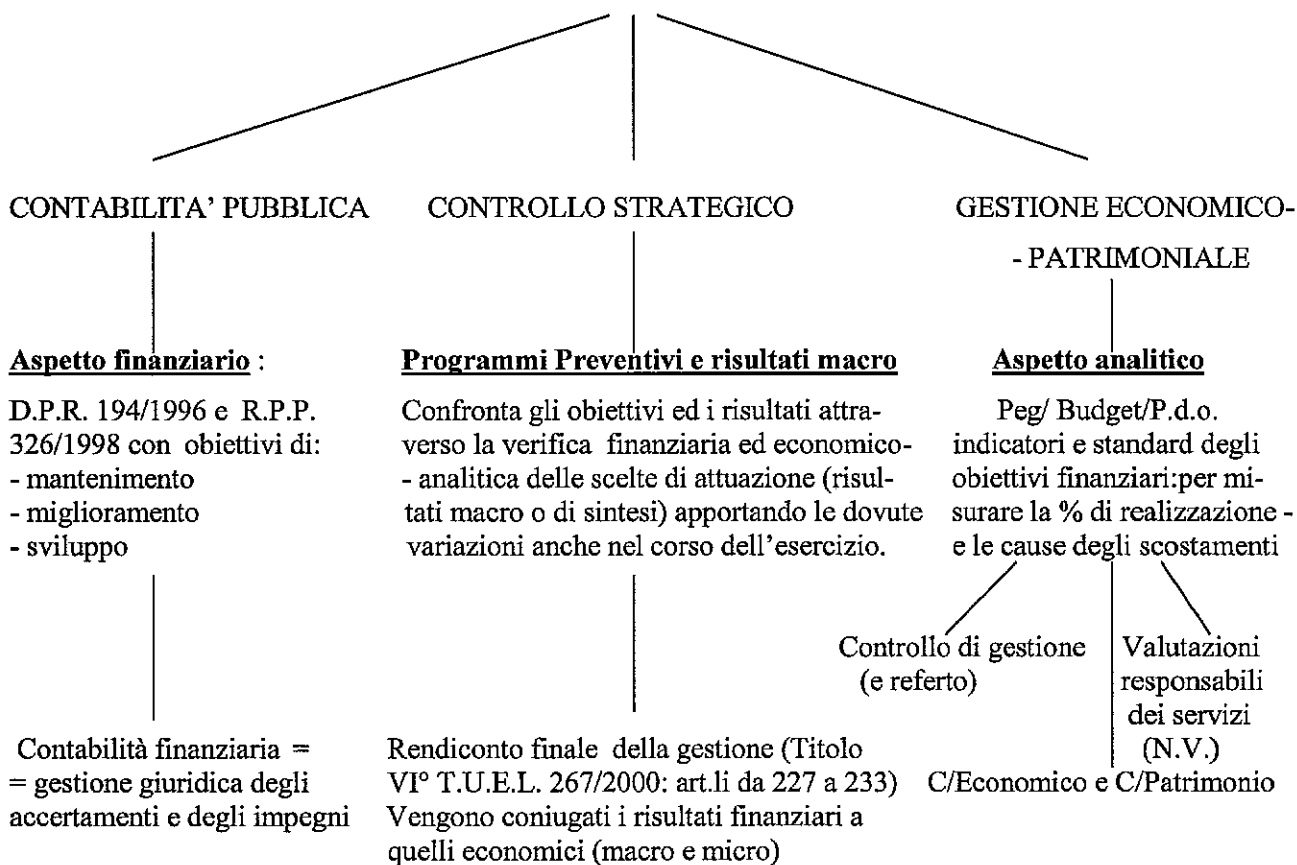 CONTABILITA' PUBBLICA
CONTROLLO STRATEGICO
GESTIONE ECONOMICO-
- PATRIMONIALE
Aspetto finanziario :
D.P.R. 194/1996 e R.P.P.
326/1998 con obiettivi di:
- mantenimento
- miglioramento
- sviluppo
Contabilità finanziaria =
= gestione giuridica degli
accertamenti e degli impegni
Programmi Preventivi e risultati macro
Confronta gli obiettivi ed i risultati attra-
verso la verifica finanziaria ed economico-
- analitica delle scelte di attuazione (risul-
tati macro o di sintesi) apportando le dovute
variazioni anche nel corso dell'esercizio.
Rendiconto finale della gestione (Titolo
VI° T.U.E.L. 267/2000: art.li da 227 a 233)
Vengono coniugati i risultati finanziari a
quelli economici (macro e micro)
Aspetto analitico
Peg/ Budget/P.d.o.
indicatori e standard degli
obiettivi finanziari:per mi-
surare la % di realizzazione -
e le cause degli scostamenti
Controllo di gestione
(e referto)
Valutazioni
responsabili
dei servizi
(N.V.)
C/Economico e C/Patrimonio